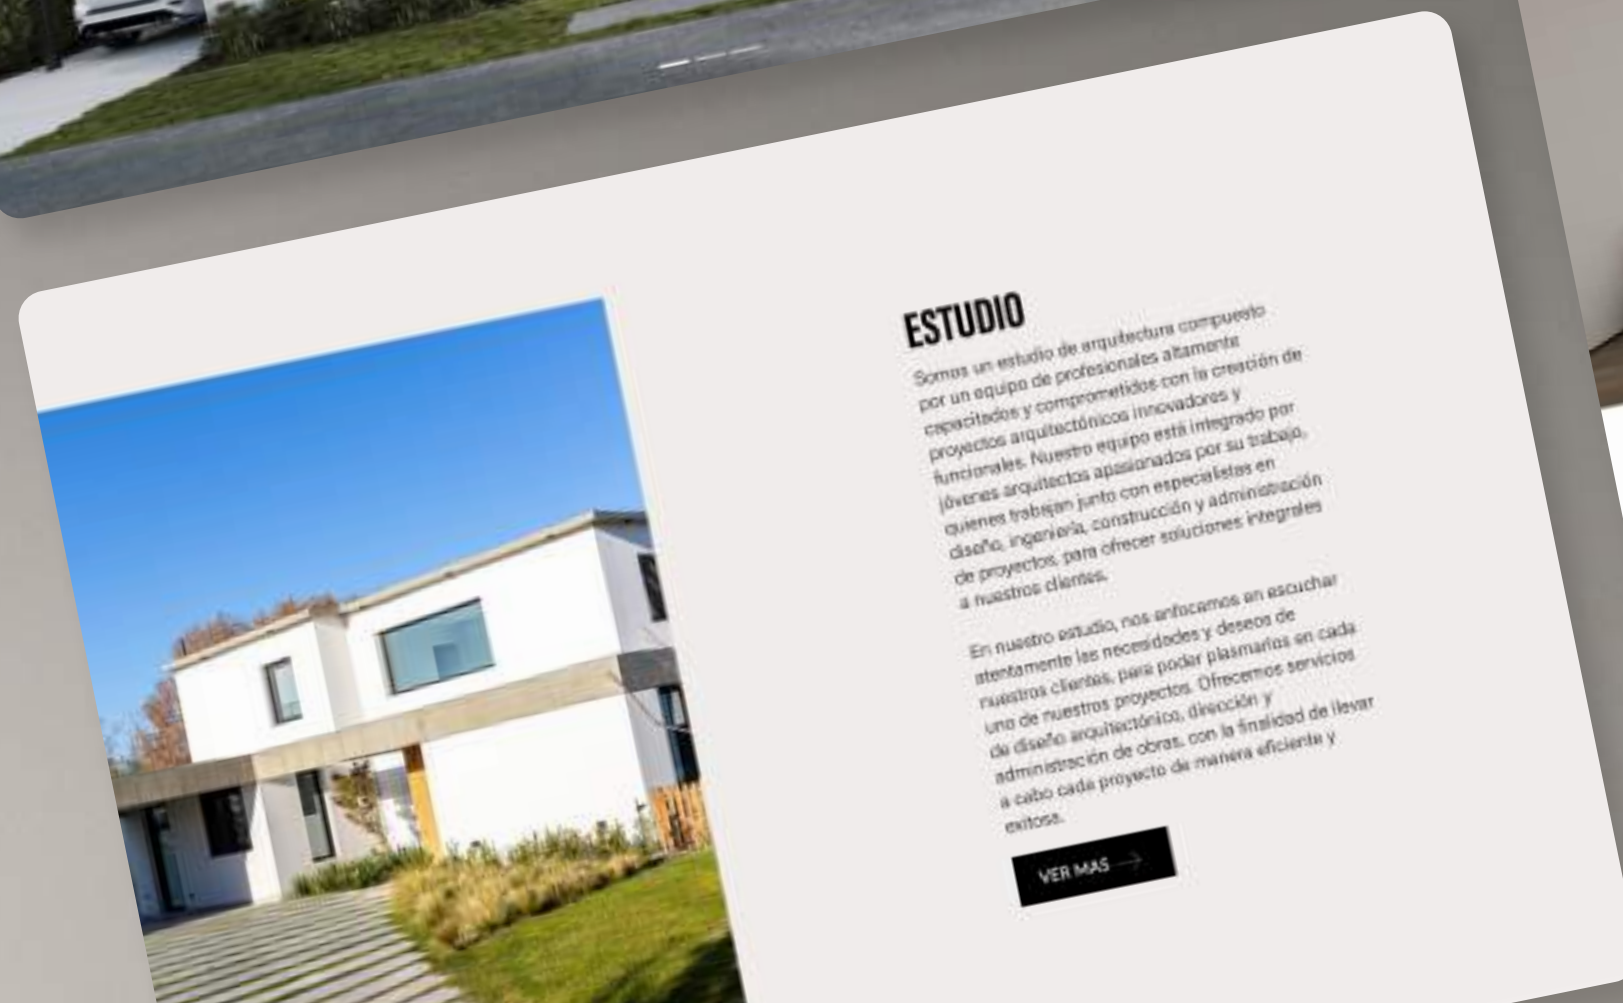 ESTUDIO
Somos un estudio de arquitectura compuesto
por un equipo de profesionales altamente
capacitados y comprometidos con la creación de
proyectos arquitectónicos innovadores y
funcionales. Nuestro equipo está integrado por
jóvenes arquitectos apasionados por su trabajo,
quienes trabajan junto con especialistas en
diseño, ingeniería, construcción y administración
de proyectos, para ofrecer soluciones integrales
a nuestros clientes.
En nuestro estudio, nos enfocamos en escuchar
atentamente las necesidades y deseos de
nuestros clientes, para poder plasmarlos en cada
uno de nuestros proyectos. Ofrecemos servicios
de diseño arquitectónico, dirección y
administración de obras, con la finalidad de llevar
a cabo cada proyecto de manera eficiente y
exitosa.
VER MAS